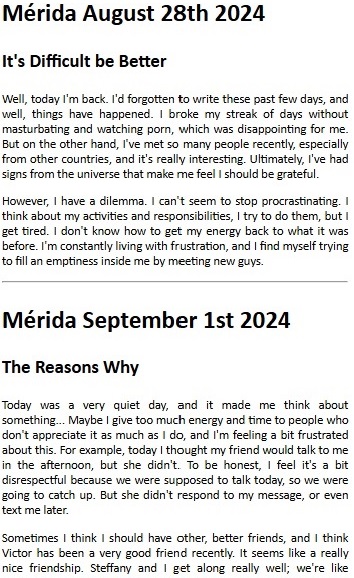 Mérida August 28th 2024
It's Difficult be Better
Well, today I'm back. I'd forgotten to write these past few days, and
well, things have happened. I broke my streak of days without
masturbating and watching porn, which was disappointing for me.
But on the other hand, I've met so many people recently, especially
from other countries, and it's really interesting. Ultimately, I've had
signs from the universe that make me feel I should be grateful.
However, I have a dilemma. I can't seem to stop procrastinating. I
think about my activities and responsibilities, I try to do them, but I
get tired. I don't know how to get my energy back to what it was
before. I'm constantly living with frustration, and I find myself trying
to fill an emptiness inside me by meeting new guys.
Mérida September 1st 2024
The Reasons Why
Today was a very quiet day, and it made me think about
something... Maybe I give too much energy and time to people who
don't appreciate it as much as I do, and I'm feeling a bit frustrated
about this. For example, today I thought my friend would talk to me
in the afternoon, but she didn't. To be honest, I feel it's a bit
disrespectful because we were supposed to talk today, so we were
going to catch up. But she didn't respond to my message, or even
text me later.
Sometimes I think I should have other, better friends, and I think
Victor has been a very good friend recently. It seems like a really
nice friendship. Steffany and I get along really well; we're like